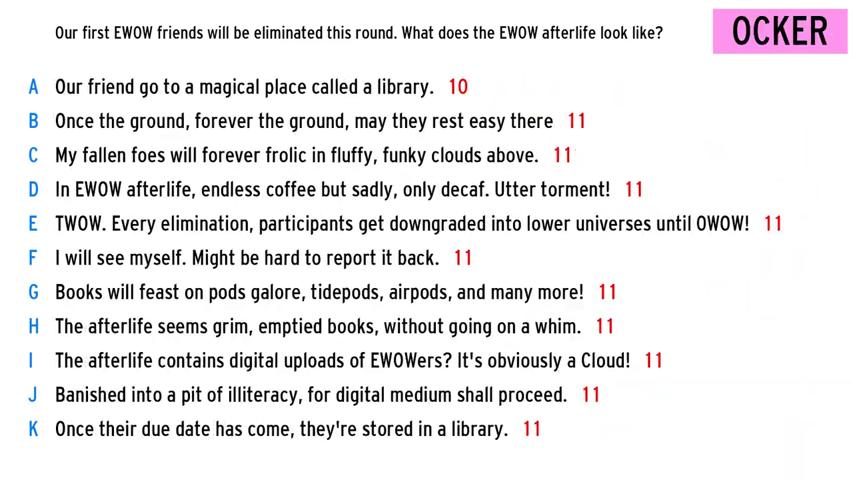 Our first EWOW friends will be eliminated this round. What does the EWOW afterlife look like?
OCKER
A Our friend go to a magical place called a library. 10
B Once the ground, forever the ground, may they rest easy there 11
C My fallen foes will forever frolic in fluffy, funky clouds above. 11
D In EWOW afterlife, endless coffee but sadly, only decaf. Utter torment! 11
E TWOW. Every elimination, participants get downgraded into lower universes until OWOW! 11
F I will see myself. Might be hard to report it back. 11
G Books will feast on pods galore, tidepods, airpods, and many more! 11
H The afterlife seems grim, emptied books, without going on a whim. 11
I The afterlife contains digital uploads of EWOWers? It's obviously a Cloud! 11
J Banished into a pit of illiteracy, for digital medium shall proceed. 11
K Once their due date has come, they're stored in a library. 11